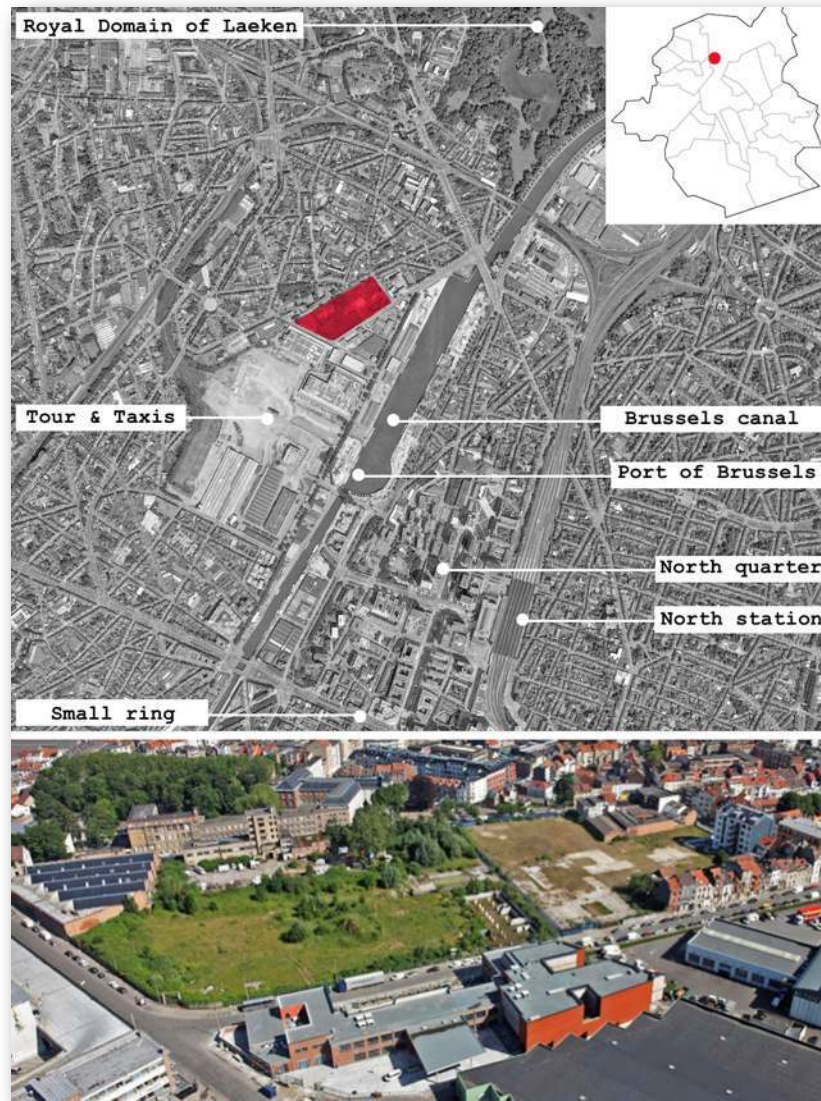 Royal Domain of Laeken
Tour & Taxis
Brussels canal
Port of Brussels
North quarter
North station
Small ring